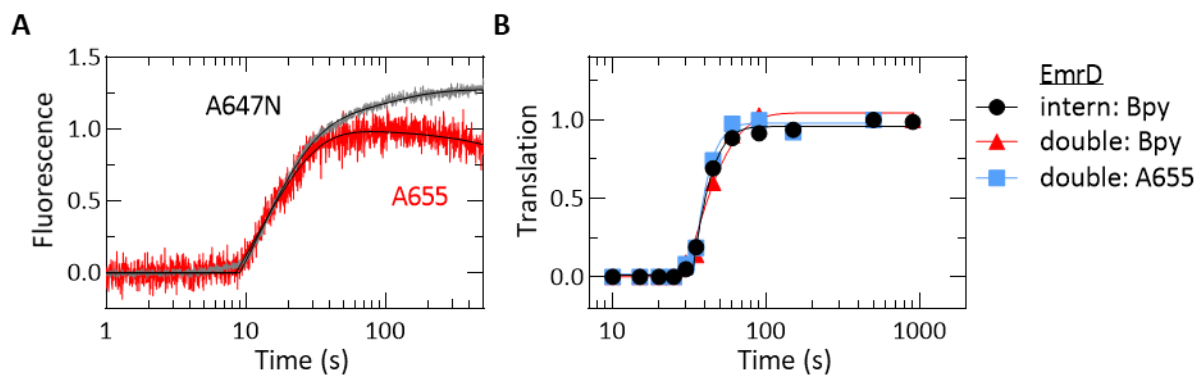 A
Fluorescence
1.5
1.0
0.5
0.0
A647N
A655
1
10
100
Time (s)
B
Translation
1.0
0.5
0.0
10
100
1000
Time (s)
EmrD
intern: Bpy
double: Bpy
double: A655